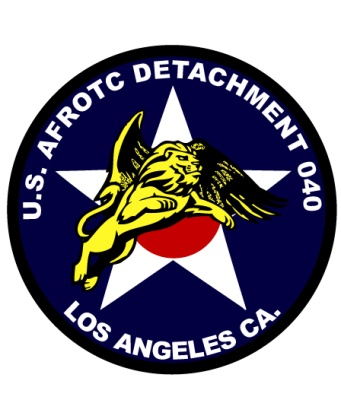 U.S. AFROTC DETACHMENT 040
LOS ANGELES CA.